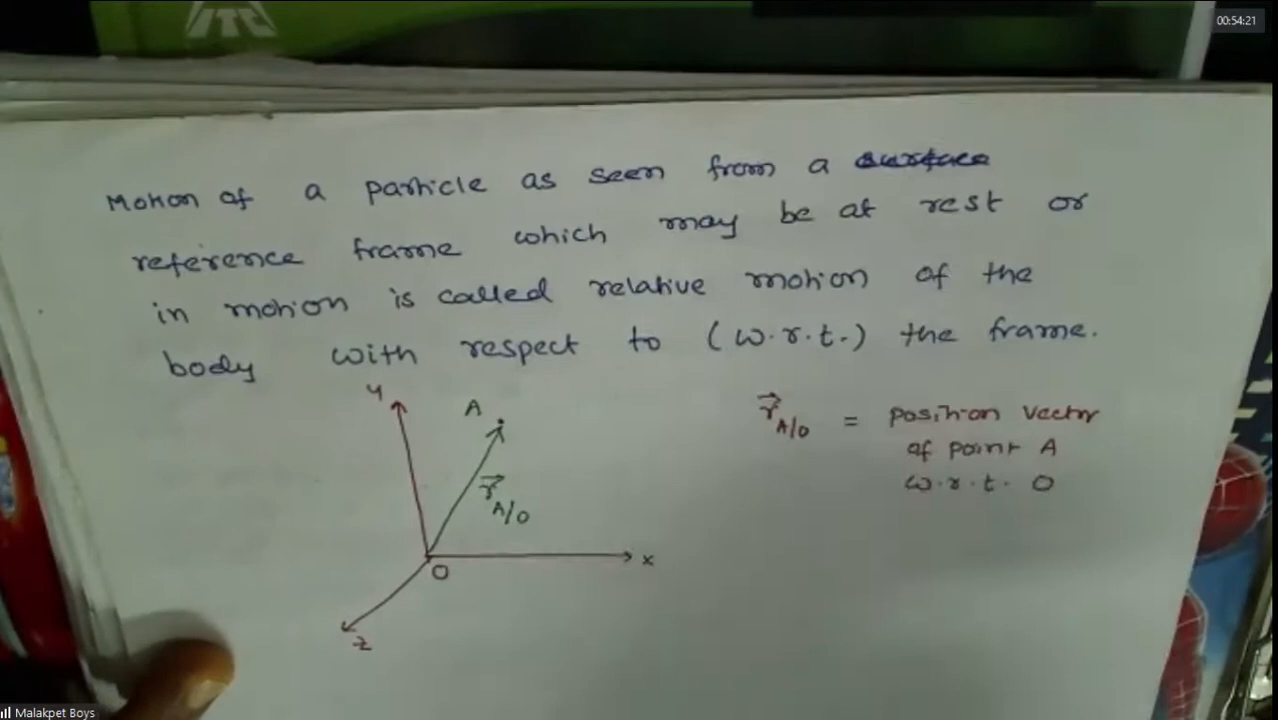 ITC
00:54:21
Motion of a particle as seen from a surface
reference frame which may be at rest or
in motion is called relative motion of the
body with respect to (w.r.t.) the frame.
y
A
r⃗ A/O = position vector
of point A
r⃗ A/O
w.r.t. O
x
O
z
Malakpet Boys